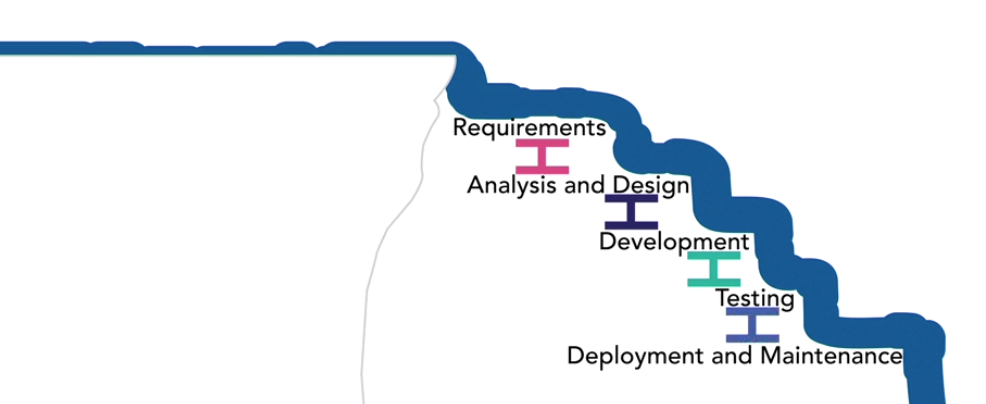 Requirements
Analysis and Design
Development
Testing
Deployment and Maintenance